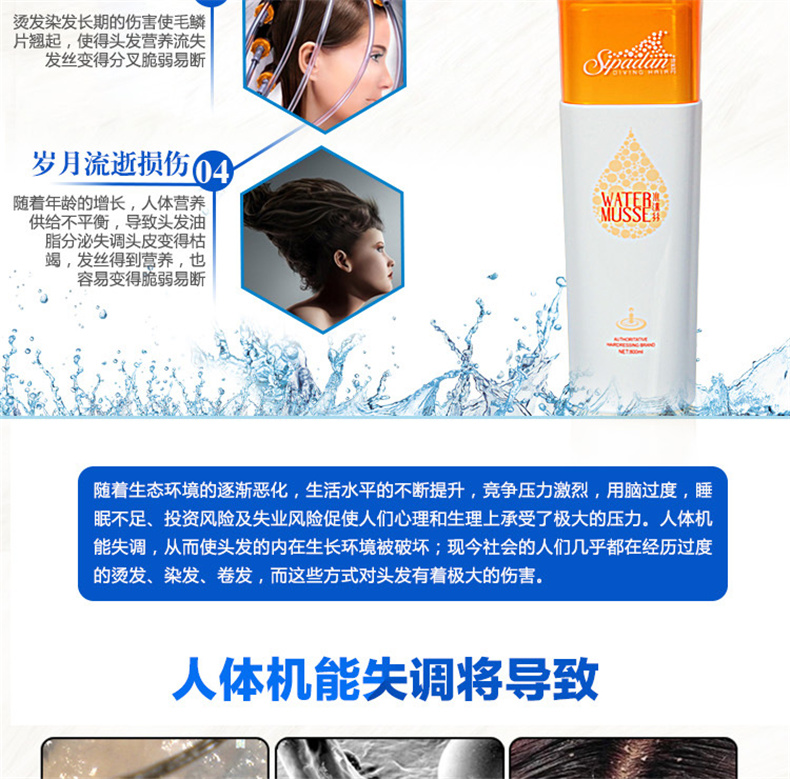 烫发染发长期的伤害使毛鳞
片翘起，使得头发营养流失
发丝变得分叉脆弱易断
岁月流逝损伤 04
随着年龄的增长，人体营养
供给不平衡，导致头发油
脂分泌失调头皮变得枯
竭，发丝得到营养，也
容易变得脆弱易断
Sipadan
DIVING HAIR
WATER
MUSSE
AUTHORITATIVE
HAIRDRESSING BRAND
NET:800ml
随着生态环境的逐渐恶化，生活水平的不断提升，竞争压力激烈，用脑过度，睡
眠不足、投资风险及失业风险促使人们心理和生理上承受了极大的压力。人体机
能失调，从而使头发的内在生长环境被破坏；现今社会的人们几乎都在经历过度
的烫发、染发、卷发，而这些方式对头发有着极大的伤害。
人体机能失调将导致